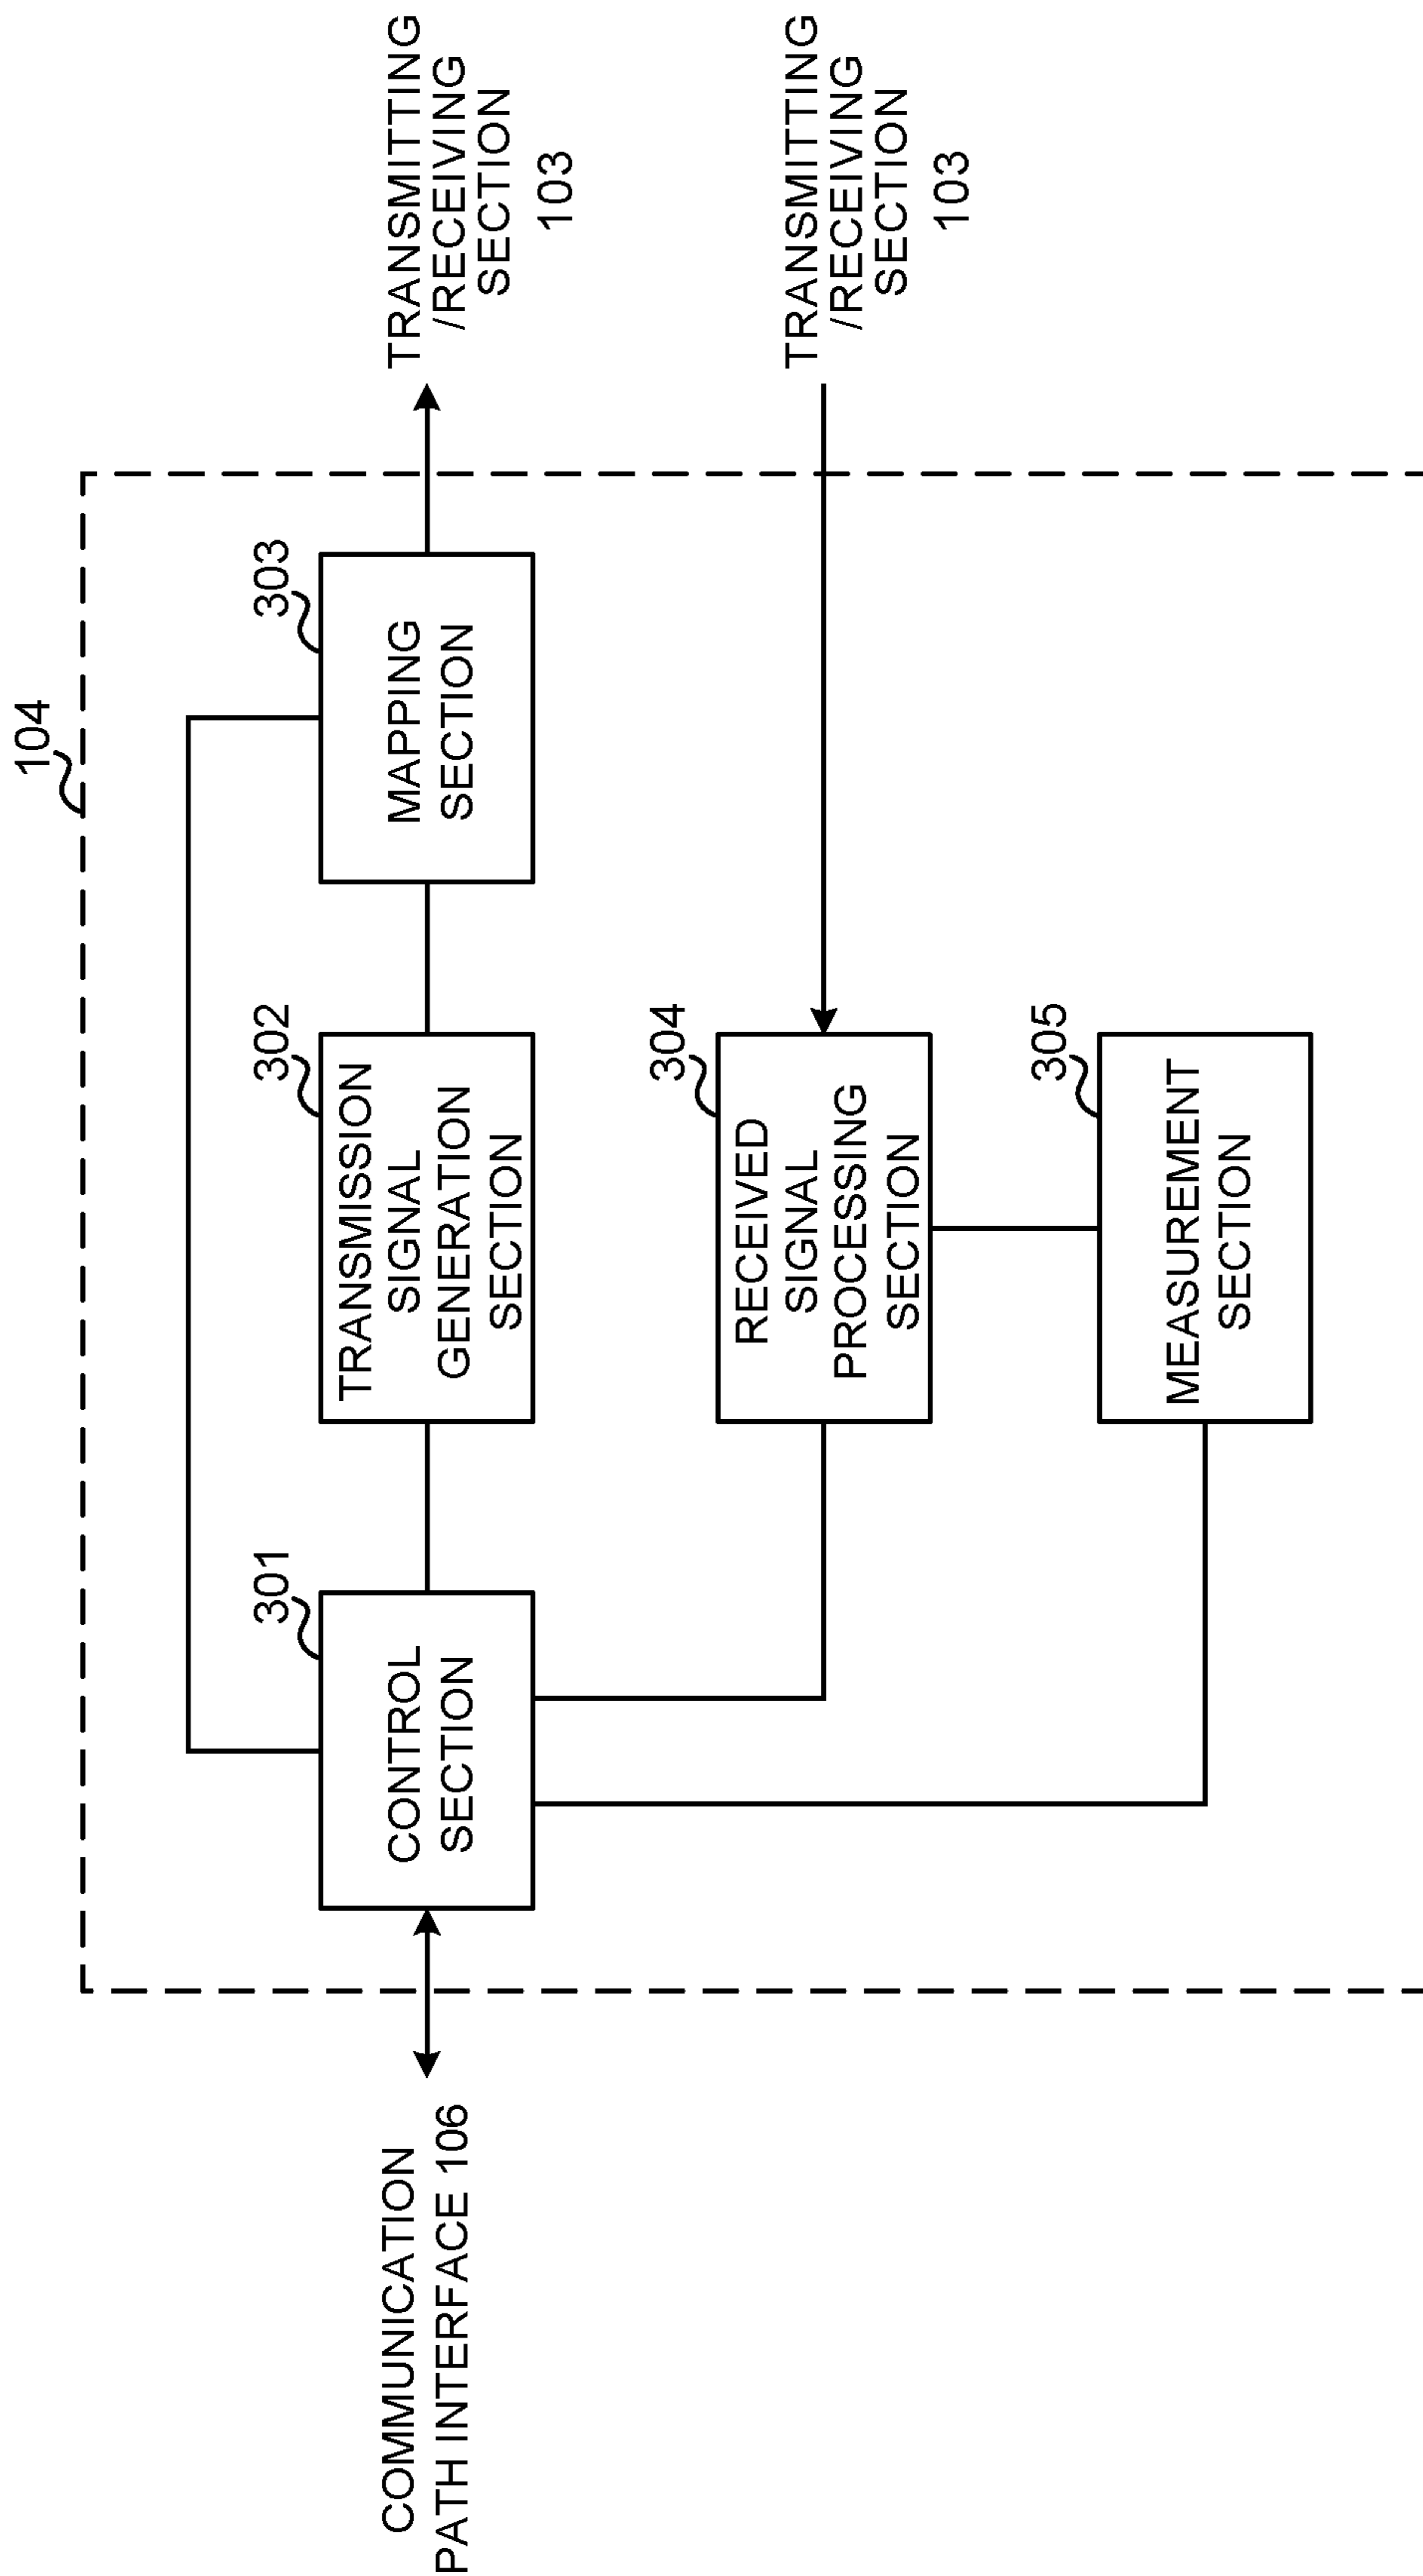 104
COMMUNICATION
PATH INTERFACE 106
301
CONTROL
SECTION
302
TRANSMISSION
SIGNAL
GENERATION
SECTION
303
MAPPING
SECTION
TRANSMITTING
/RECEIVING
SECTION
103
304
RECEIVED
SIGNAL
PROCESSING
SECTION
TRANSMITTING
/RECEIVING
SECTION
103
305
MEASUREMENT
SECTION